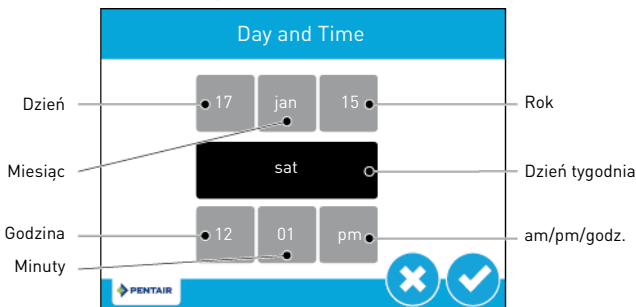 Day and Time
Dzień 17 jan 15 Rok
Miesiąc sat Dzień tygodnia
Godzina 12 01 pm am/pm/godz.
Minuty
PENTAIR